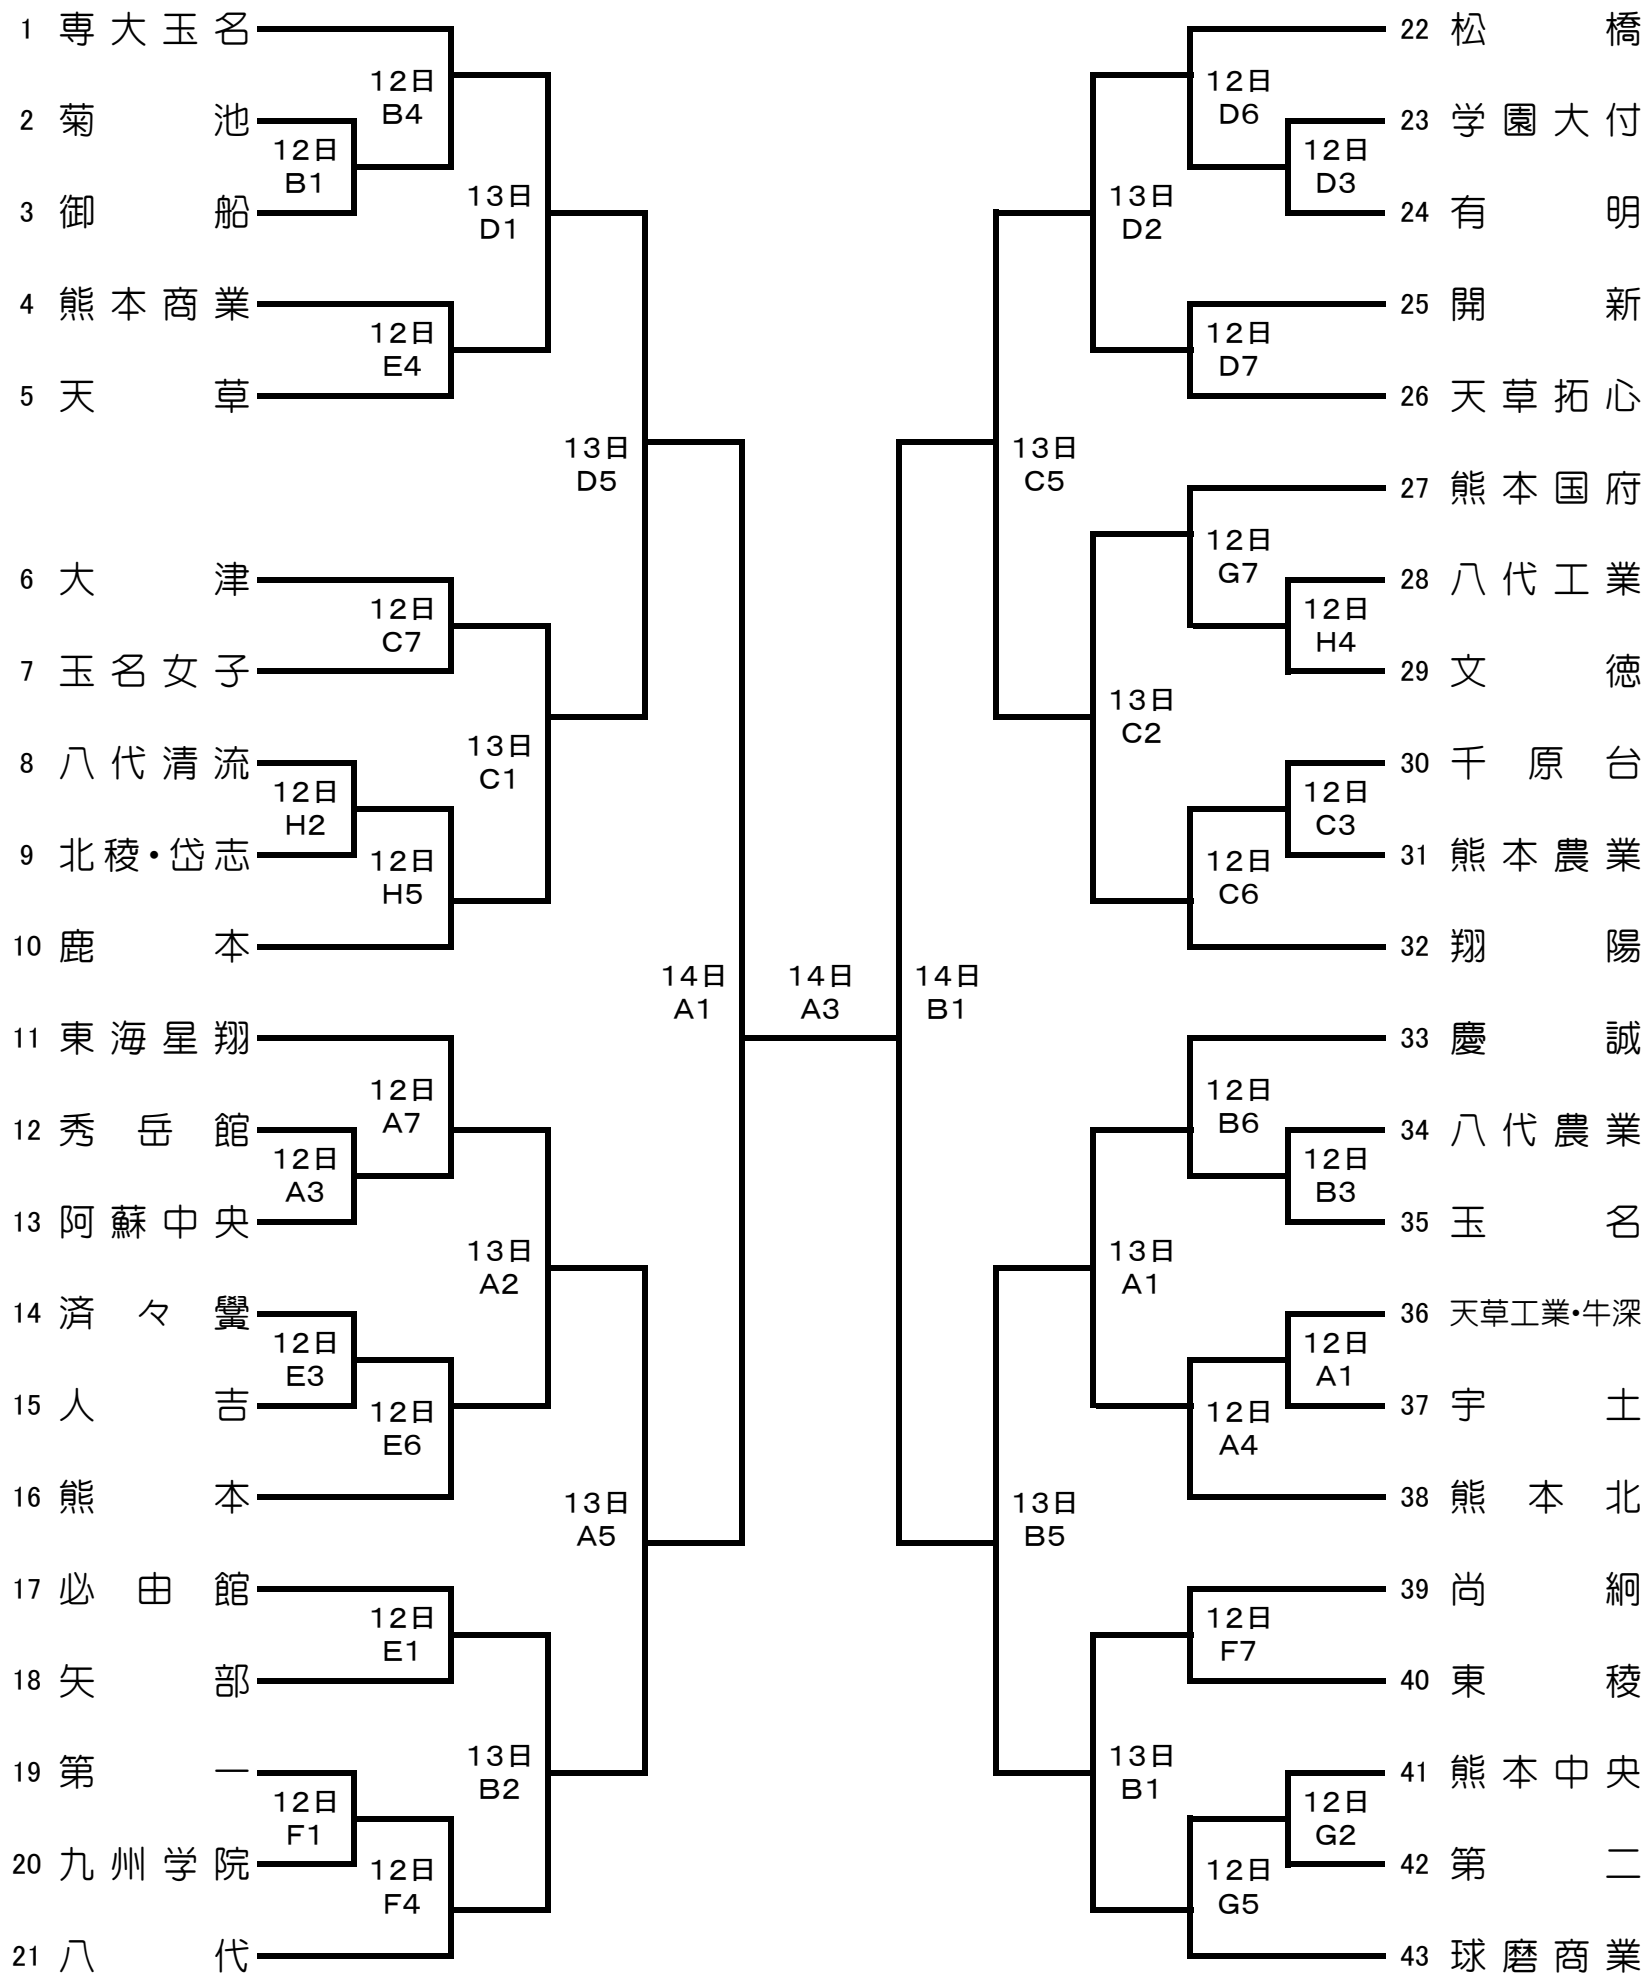 1 専大玉名
12日
B4
2 菊池
12日
B1
3 御船
13日
D1
4 熊本商業
12日
E4
5 天草
13日
D5
6 大津
12日
C7
7 玉名女子
13日
C1
8 八代清流
12日
H2
9 北稜・岱志
12日
H5
10 鹿本
14日
A1
11 東海星翔
12日
A7
12 秀岳館
12日
A3
13 阿蘇中央
13日
A2
14 済々黌
12日
E3
15 人吉
12日
E6
16 熊本
13日
A5
17 必由館
12日
E1
18 矢部
13日
B2
19 第一
12日
F1
20 九州学院
12日
F4
21 八代
14日
A3
22 松橋
12日
D6
23 学園大付
12日
D3
24 有明
13日
D2
25 開新
12日
D7
26 天草拓心
13日
C5
27 熊本国府
12日
G7
28 八代工業
12日
H4
29 文徳
13日
C2
30 千原台
12日
C3
31 熊本農業
12日
C6
32 翔陽
14日
B1
33 慶誠
12日
B6
34 八代農業
12日
B3
35 玉名
13日
A1
36 天草工業・牛深
12日
A1
37 宇土
12日
A4
38 熊本北
13日
B5
39 尚絅
12日
F7
40 東稜
13日
B1
41 熊本中央
12日
G2
42 第二
12日
G5
43 球磨商業